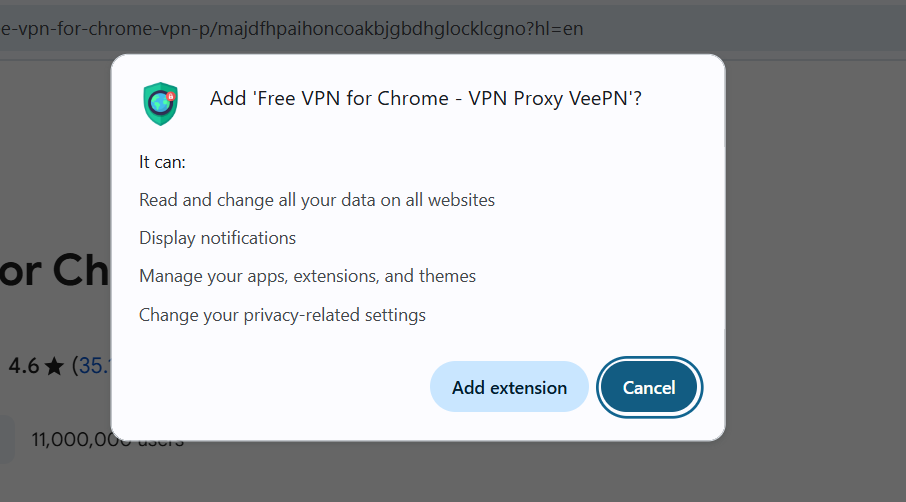 e-vpn-for-chrome-vpn-p/majdfhpaihoncoakbjgbdhglocklcgno?hl=en
Add 'Free VPN for Chrome - VPN Proxy VeePN'?
It can:
Read and change all your data on all websites
Display notifications
Manage your apps, extensions, and themes
Change your privacy-related settings
or Ch
4.6 ★ (35.
Add extension
Cancel
11,000,000 users